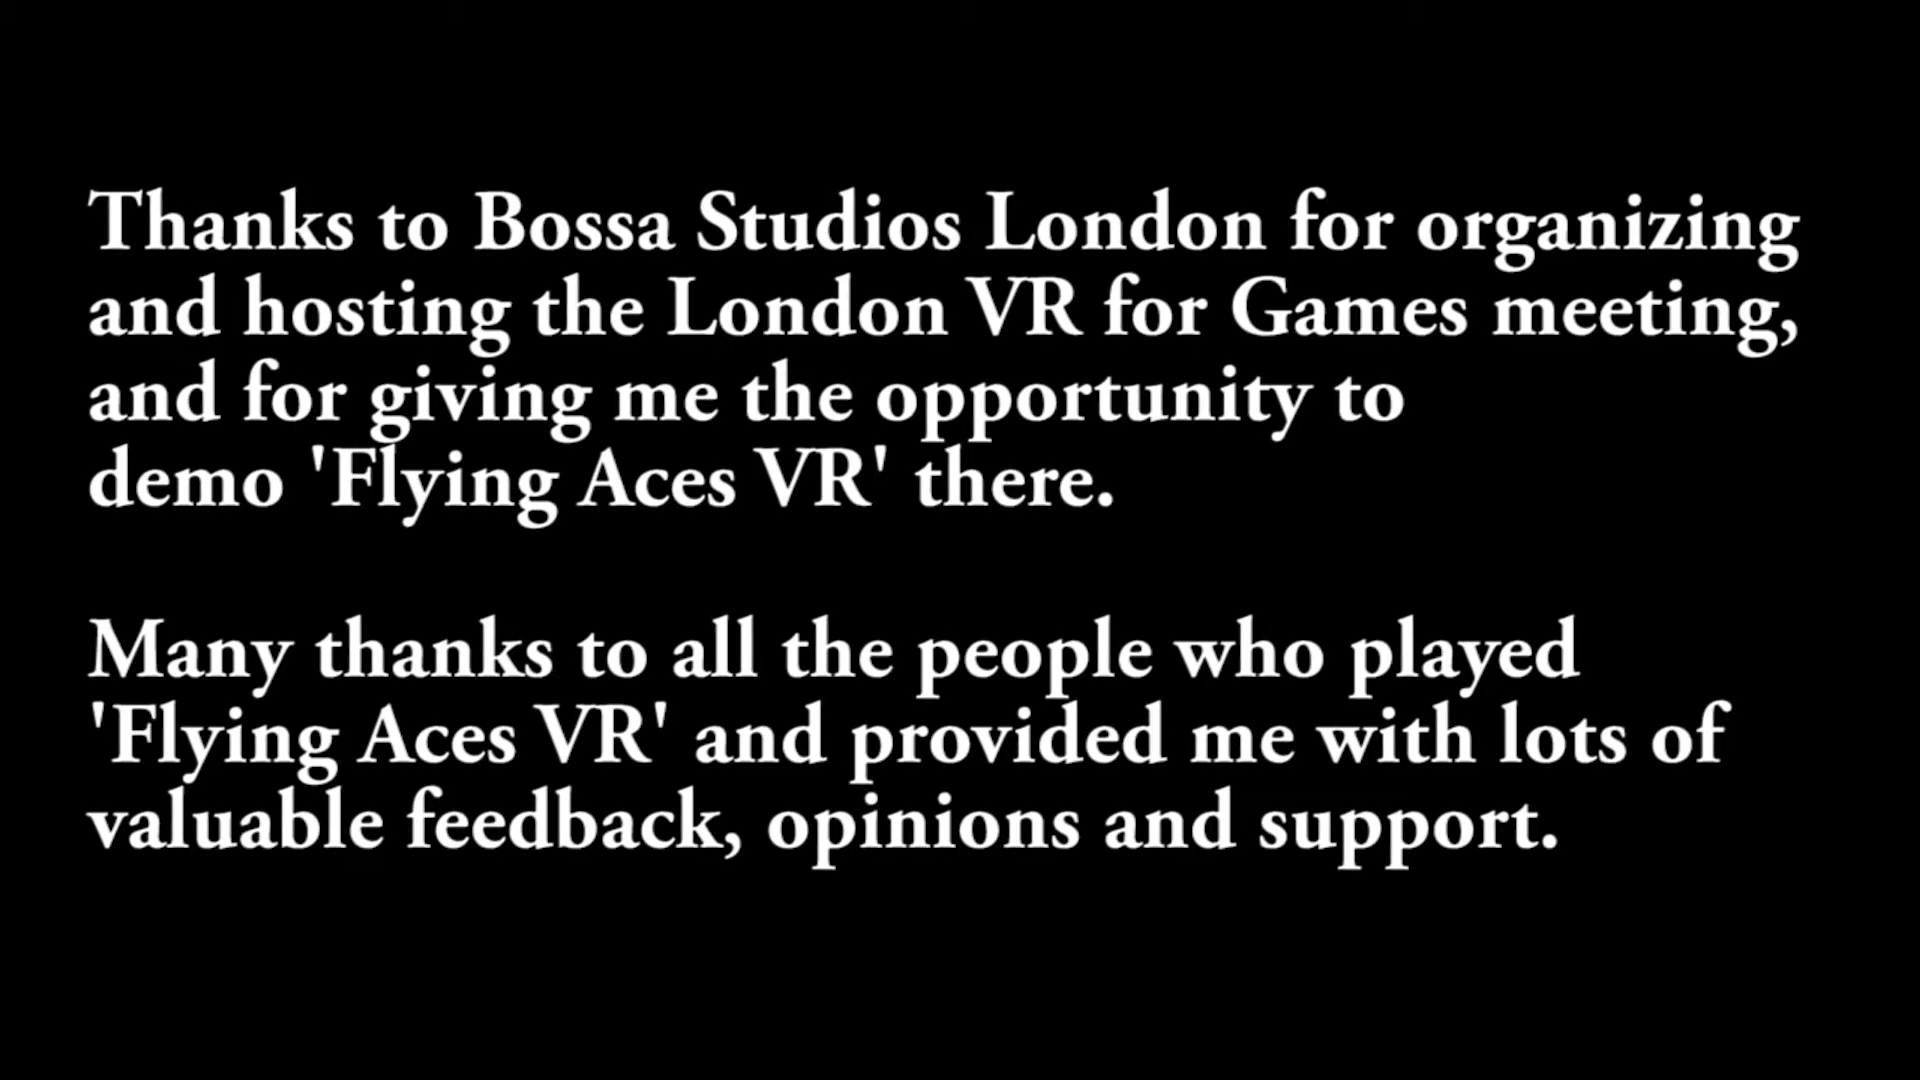 Thanks to Bossa Studios London for organizing
and hosting the London VR for Games meeting,
and for giving me the opportunity to
demo 'Flying Aces VR' there.
Many thanks to all the people who played
'Flying Aces VR' and provided me with lots of
valuable feedback, opinions and support.